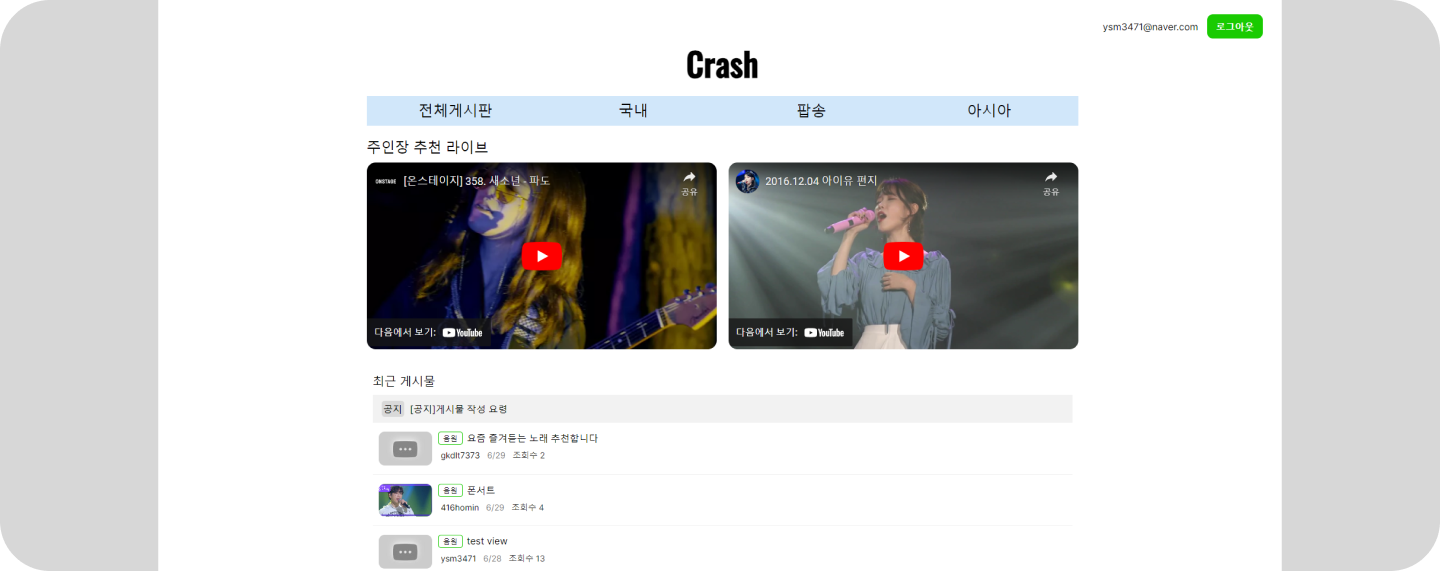 ysm3471@naver.com 로그아웃
Crash
전체게시판 국내 팝송 아시아
주인장 추천 라이브
ONSTAGE [온스테이지] 358. 새소년 - 파도 공유
2016.12.04 아이유 편지 공유
다음에서 보기: YouTube
다음에서 보기: YouTube
최근 게시물
공지 [공지]게시물 작성 요령
음원 요즘 즐겨듣는 노래 추천합니다
gkdlt7373 6/29 조회수 2
음원 폰서트
416homin 6/29 조회수 4
음원 test view
ysm3471 6/28 조회수 13